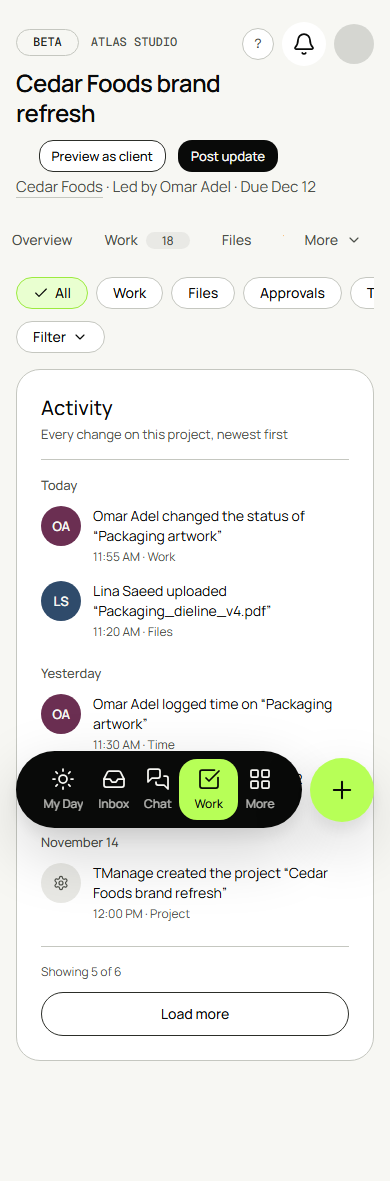 BETA
ATLAS STUDIO
?
Cedar Foods brand
refresh
Preview as client
Post update
Cedar Foods · Led by Omar Adel · Due Dec 12
Overview
Work 18
Files
More
All
Work
Files
Approvals
Filter
Activity
Every change on this project, newest first
Today
OA
Omar Adel changed the status of
“Packaging artwork”
11:55 AM · Work
LS
Lina Saeed uploaded
“Packaging_dieline_v4.pdf”
11:20 AM · Files
Yesterday
OA
Omar Adel logged time on “Packaging
artwork”
11:30 AM · Time
My Day
Inbox
Chat
Work
More
November 14
TManage created the project “Cedar
Foods brand refresh”
12:00 PM · Project
Showing 5 of 6
Load more